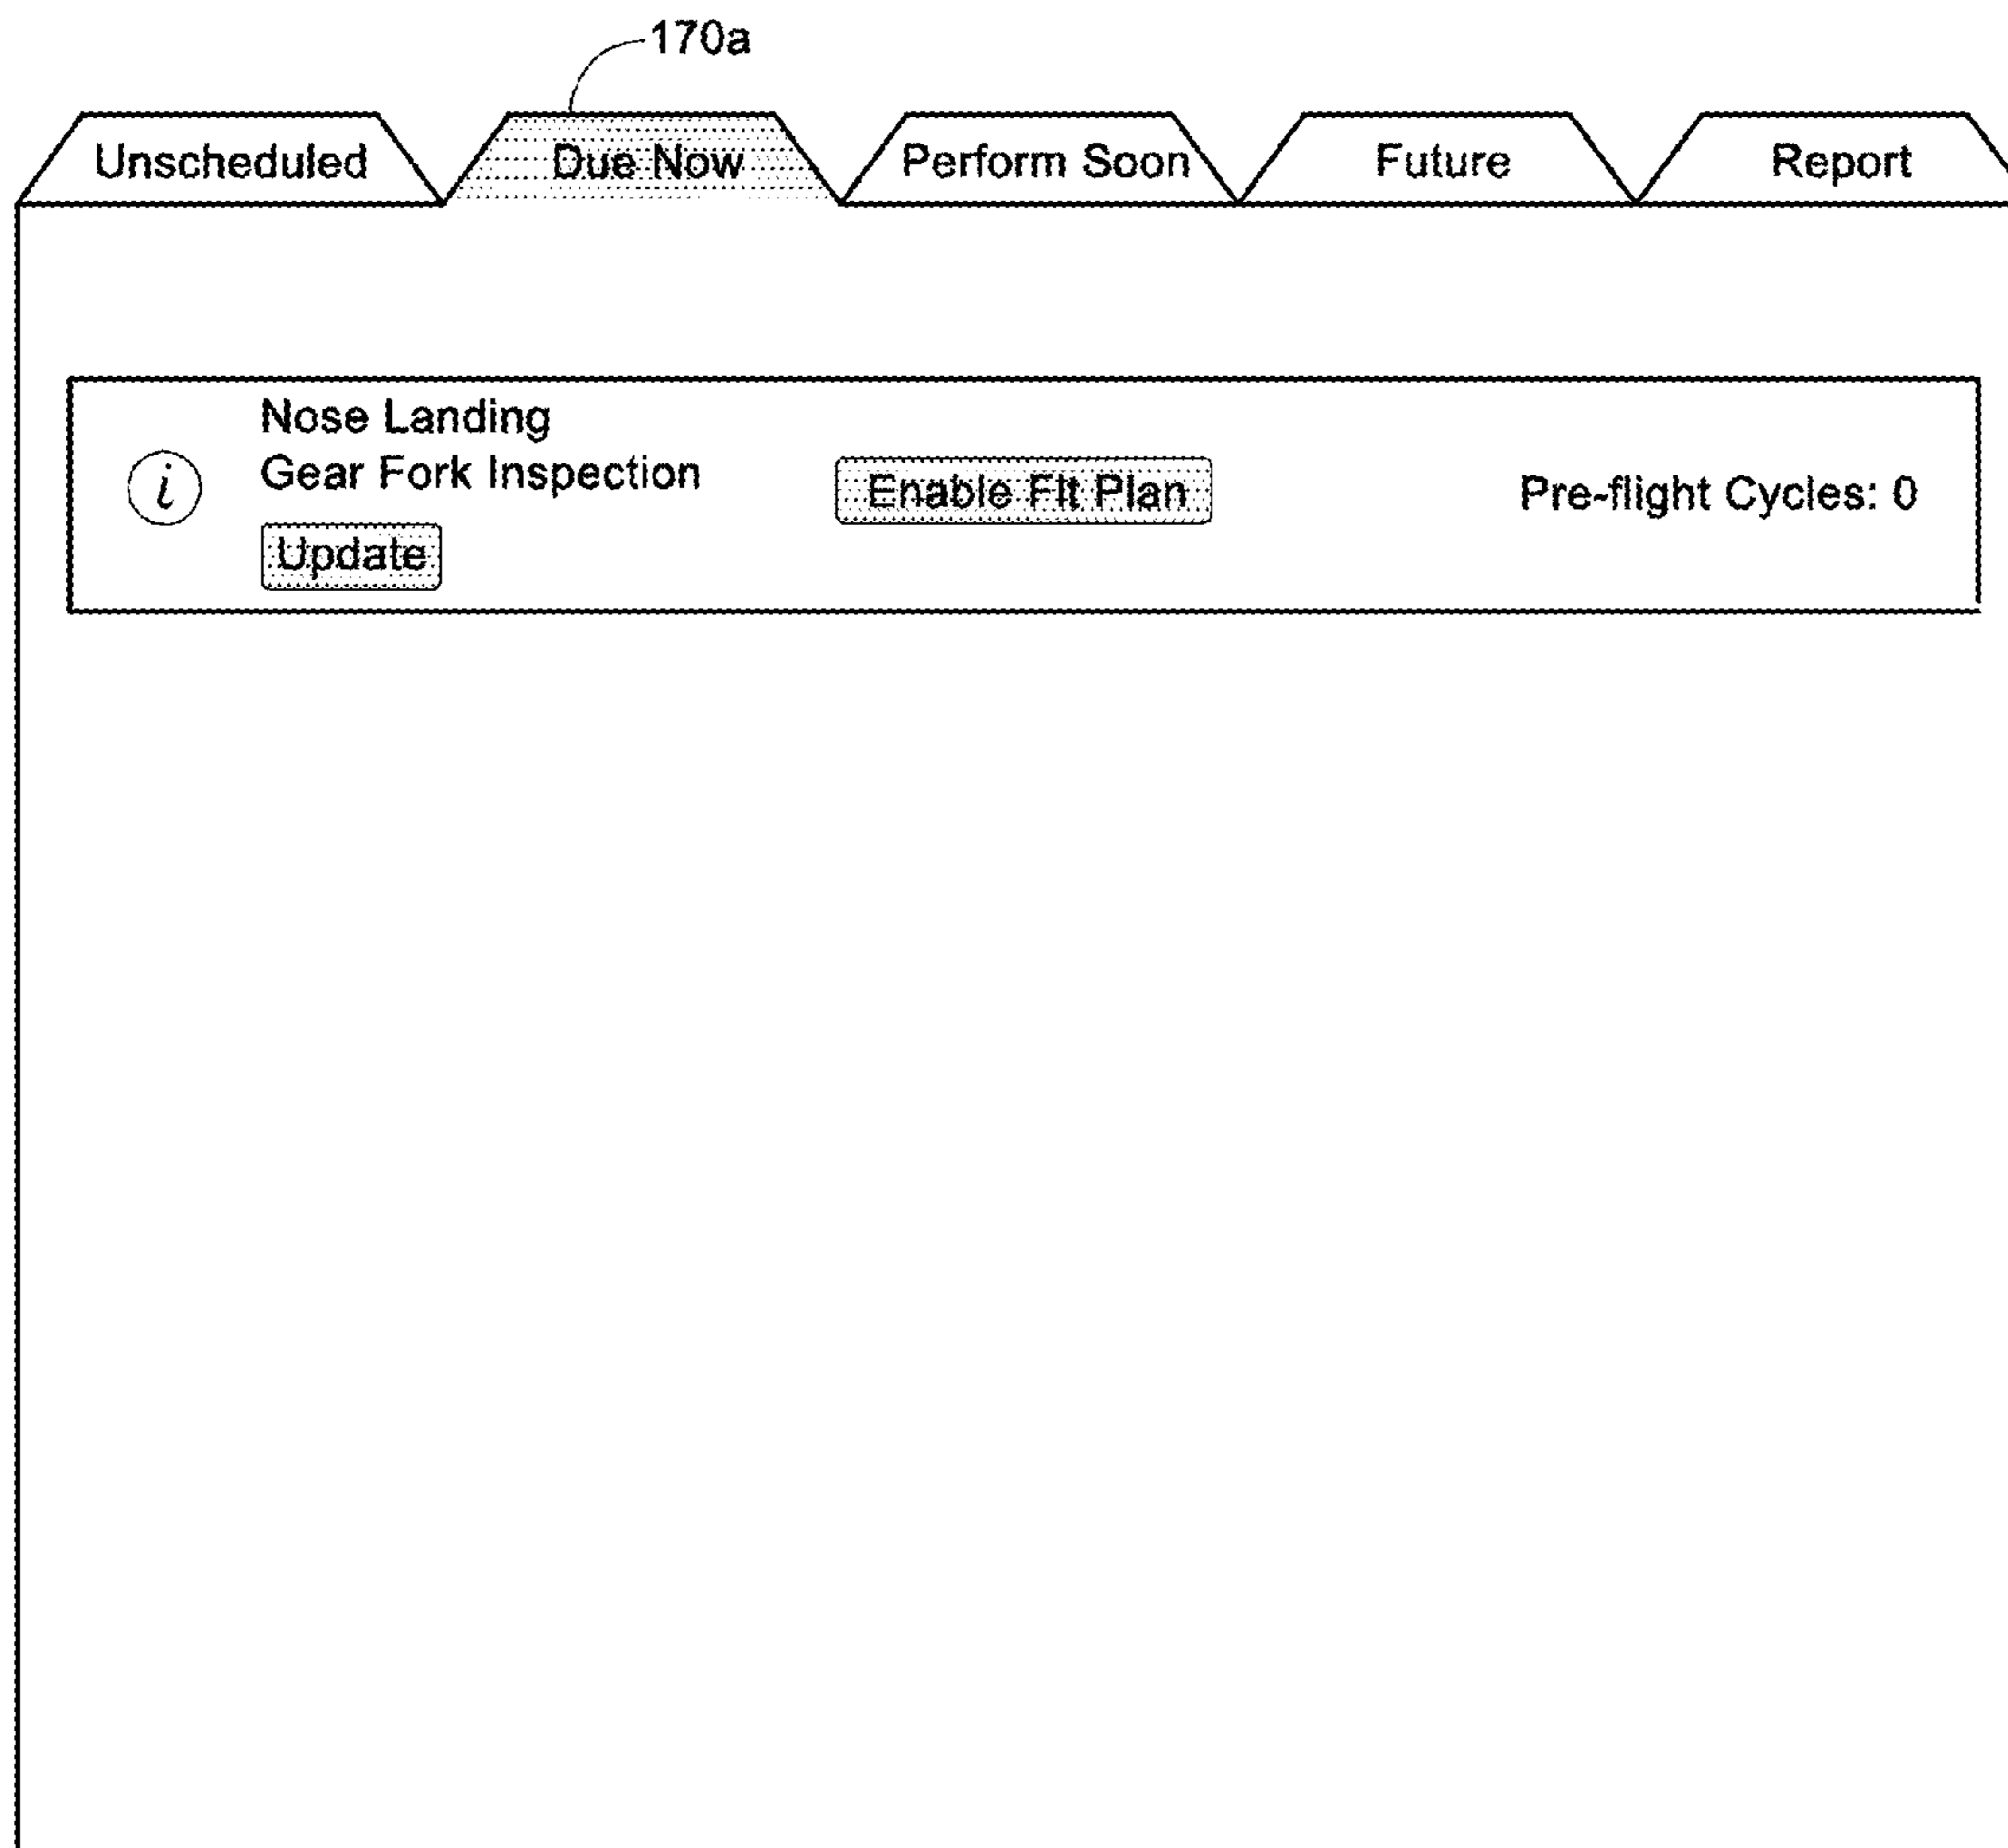 170a
Unscheduled
Due Now
Perform Soon
Future
Report
Nose Landing
Gear Fork Inspection
i
Enable Flt Plan
Pre-flight Cycles: 0
Update